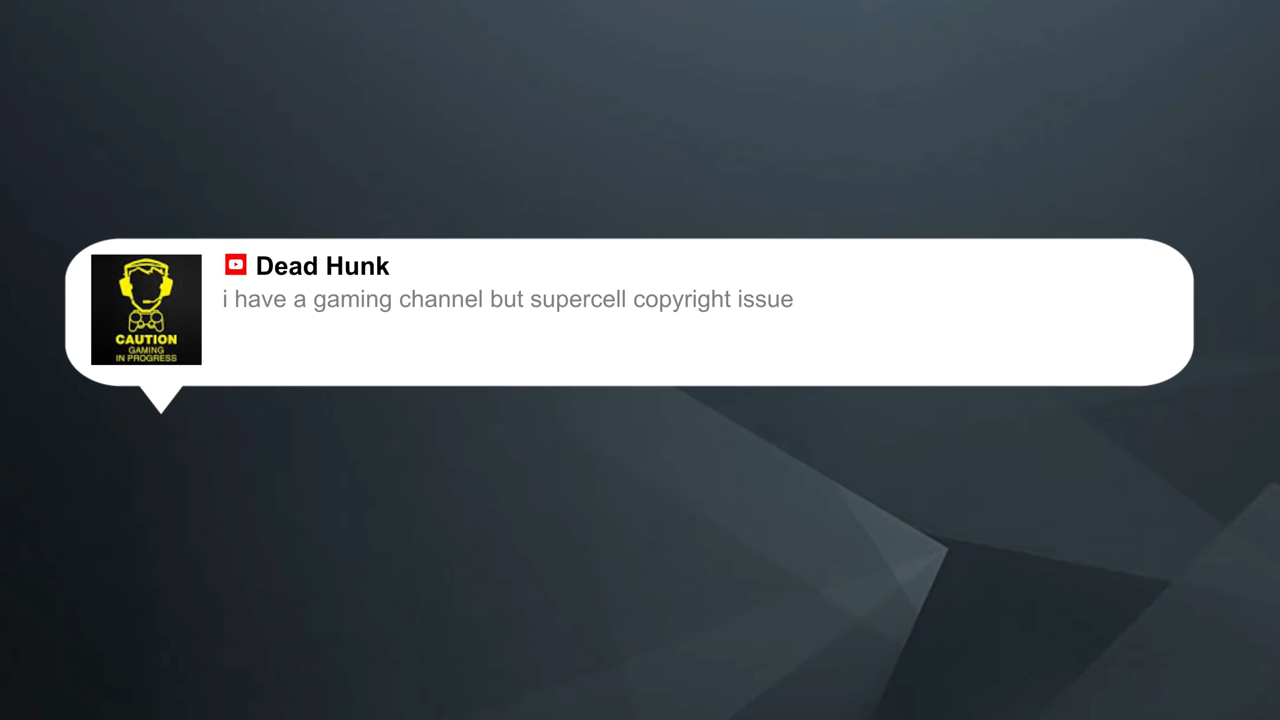 Dead Hunk
i have a gaming channel but supercell copyright issue
CAUTION
GAMING
IN PROGRESS